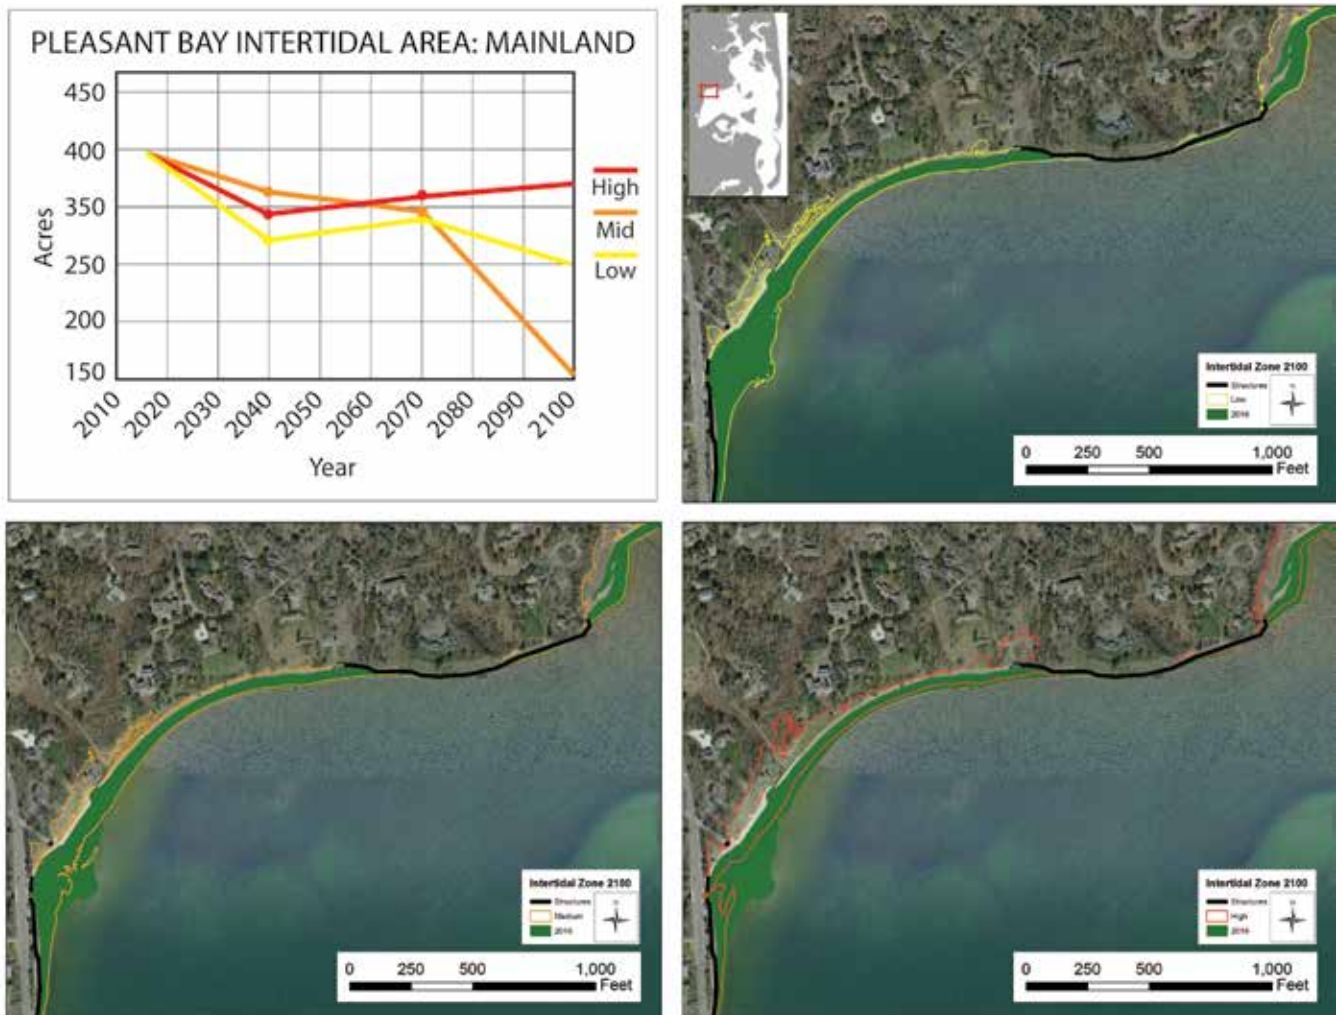 PLEASANT BAY INTERTIDAL AREA: MAINLAND
450
400
350
250
200
150
Acres
2010
2020
2030
2040
2050
2060
2070
2080
2090
2100
Year
High
Mid
Low
Intertidal Zone 2100
Structures
Low
2016
N
0 250 500 1,000
Feet
Intertidal Zone 2100
Structures
Medium
2016
N
0 250 500 1,000
Feet
Intertidal Zone 2100
Structures
High
2016
N
0 250 500 1,000
Feet